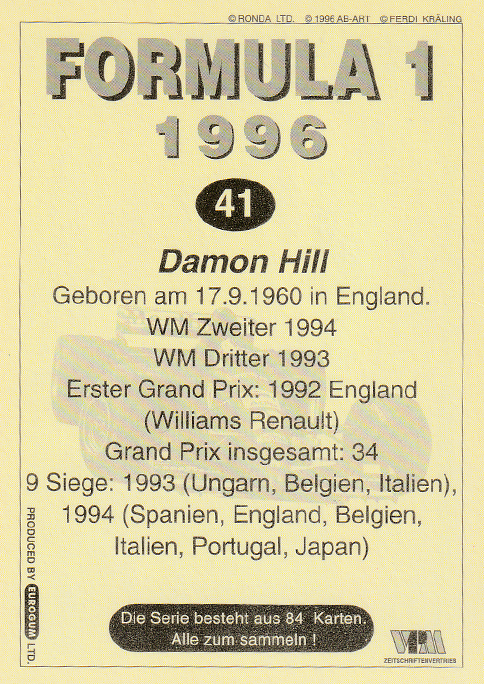 © RONDA LTD. © 1996 AB-ART © FERDI KRÄLING
FORMULA 1
1996
41
Damon Hill
Geboren am 17.9.1960 in England.
WM Zweiter 1994
WM Dritter 1993
Erster Grand Prix: 1992 England
(Williams Renault)
Grand Prix insgesamt: 34
9 Siege: 1993 (Ungarn, Belgien, Italien),
1994 (Spanien, England, Belgien,
Italien, Portugal, Japan)
PRODUCED BY EUROGUM LTD.
Die Serie besteht aus 84 Karten.
Alle zum sammeln !
ZEITSCHRIFTENVERTRIEB